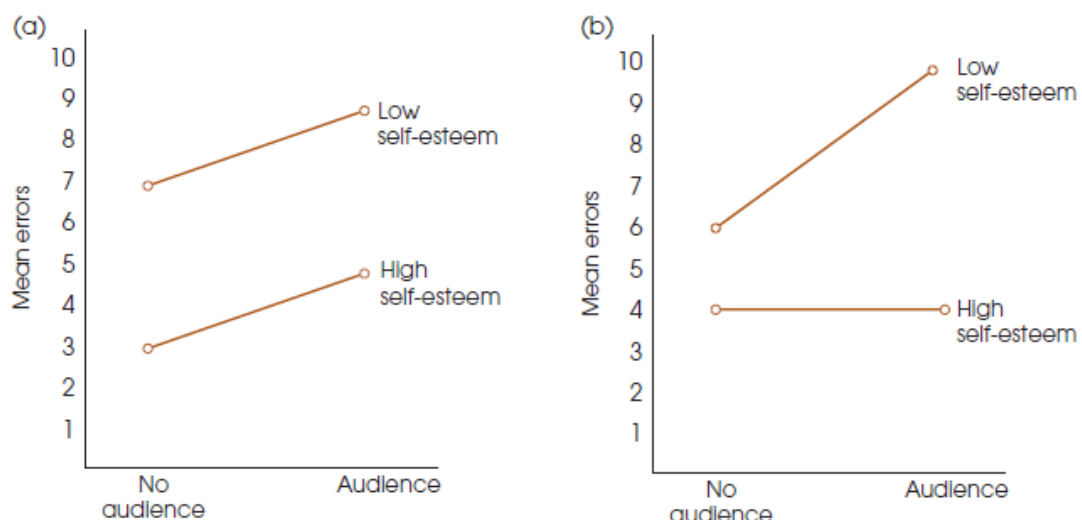 (a)
10
9
8
7
6
5
4
3
2
1
Mean errors
Low
self-esteem
High
self-esteem
No
audience
Audience
(b)
10
9
8
7
6
5
4
3
2
1
Mean errors
Low
self-esteem
High
self-esteem
No
audience
Audience